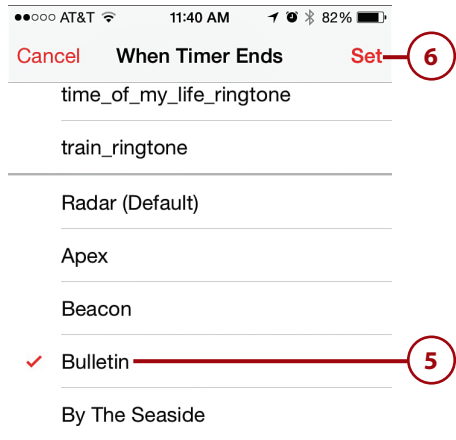 AT&T 11:40 AM 82%
Cancel When Timer Ends Set 6
time_of_my_life_ringtone
train_ringtone
Radar (Default)
Apex
Beacon
Bulletin 5
By The Seaside